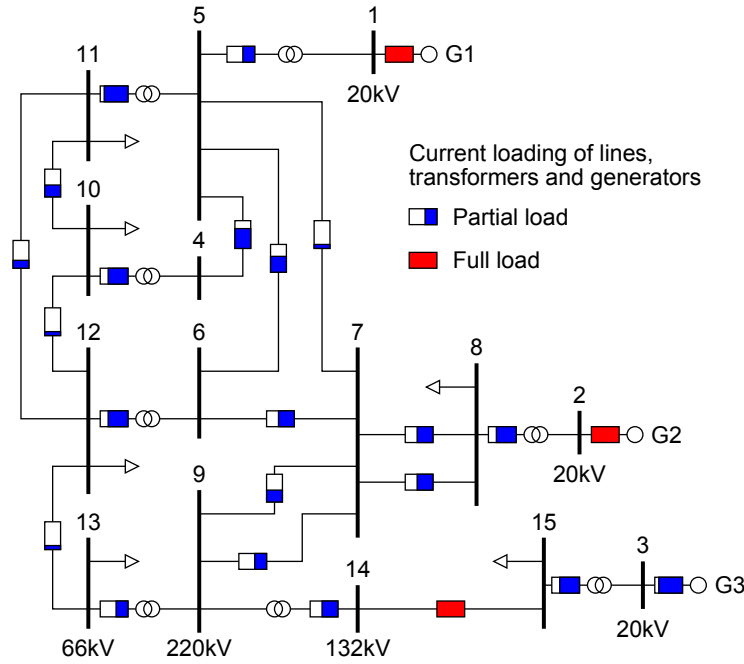 5
1
G1
11
20kV
Current loading of lines,
transformers and generators
Partial load
Full load
10
4
12
6
7
8
2
G2
20kV
9
13
15
3
14
G3
20kV
66kV
220kV
132kV